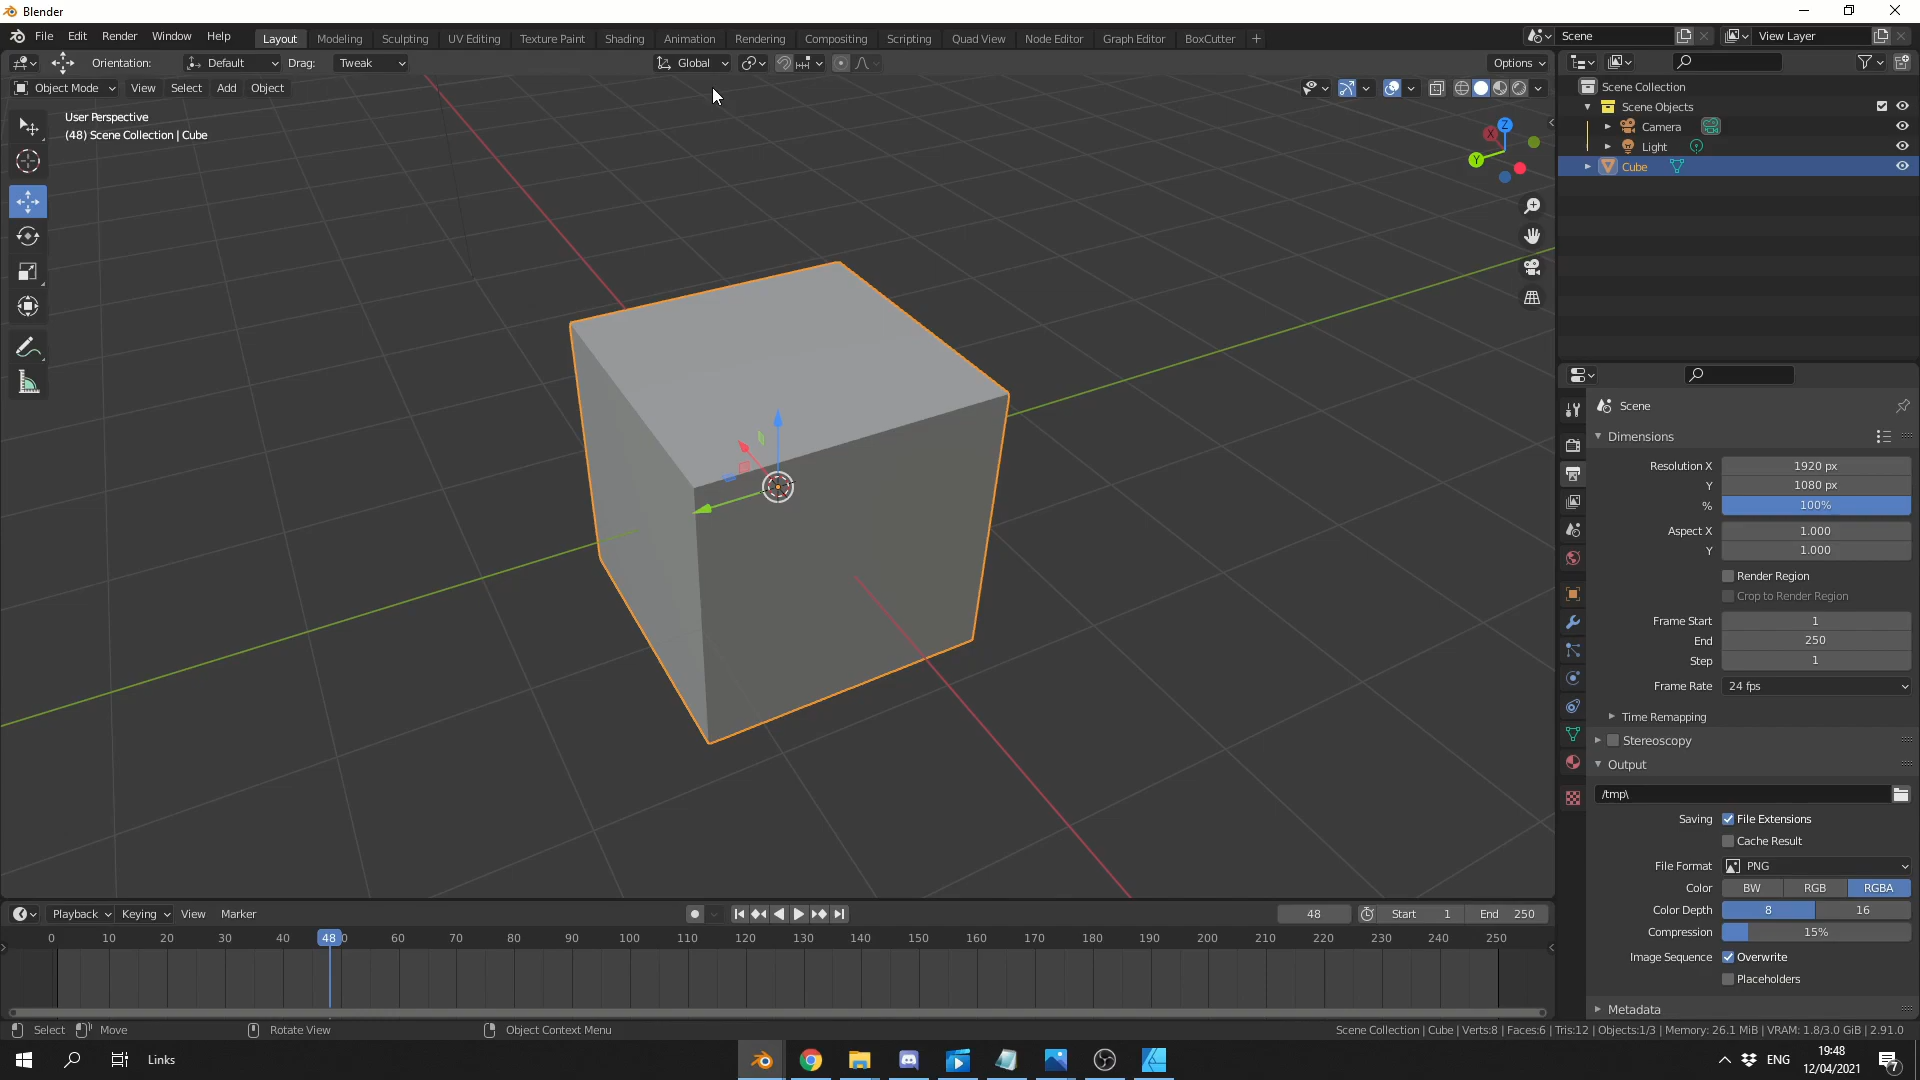 Blender
File Edit Render Window Help Layout Modeling Sculpting UV Editing Texture Paint Shading Animation Rendering Compositing Scripting Quad View Node Editor Graph Editor BoxCutter + Scene View Layer
Orientation: Default Drag: Tweak Global Options
Object Mode View Select Add Object
User Perspective
(48) Scene Collection | Cube
X Y Z
Scene Collection
Scene Objects
Camera
Light
Cube
Scene
Dimensions
Resolution X 1920 px
Y 1080 px
% 100%
Aspect X 1.000
Y 1.000
Render Region
Crop to Render Region
Frame Start 1
End 250
Step 1
Frame Rate 24 fps
Time Remapping
Stereoscopy
Output
/tmp\
Saving File Extensions
Cache Result
File Format PNG
Color BW RGB RGBA
Color Depth 8 16
Compression 15%
Image Sequence Overwrite
Placeholders
Metadata
Playback Keying View Marker 48 Start 1 End 250
0 10 20 30 40 48 0 60 70 80 90 100 110 120 130 140 150 160 170 180 190 200 210 220 230 240 250
Select Move Rotate View Object Context Menu Scene Collection | Cube | Verts:8 | Faces:6 | Tris:12 | Objects:1/3 | Memory: 26.1 MiB | VRAM: 1.8/3.0 GiB | 2.91.0
Links ENG 19:48
12/04/2021 7